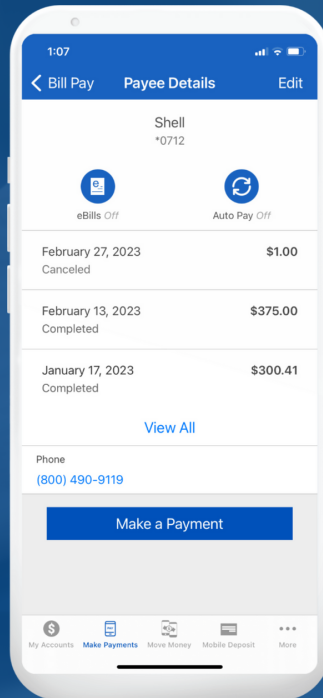 1:07
Bill Pay Payee Details Edit
Shell
*0712
eBills Off Auto Pay Off
February 27, 2023 $1.00
Canceled
February 13, 2023 $375.00
Completed
January 17, 2023 $300.41
Completed
View All
Phone
(800) 490-9119
Make a Payment
My Accounts Make Payments Move Money Mobile Deposit More